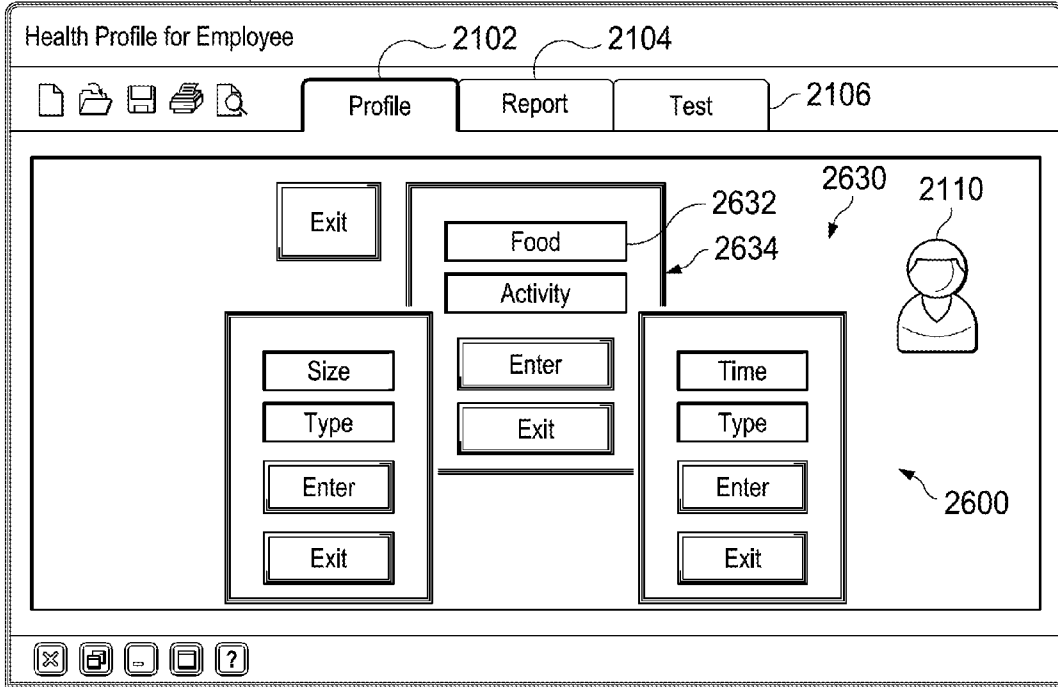 Health Profile for Employee
2102
2104
Profile
Report
Test
2106
Exit
Food
Activity
Enter
Exit
2632
2634
2630
2110
Size
Type
Enter
Exit
Time
Type
Enter
Exit
2600
?